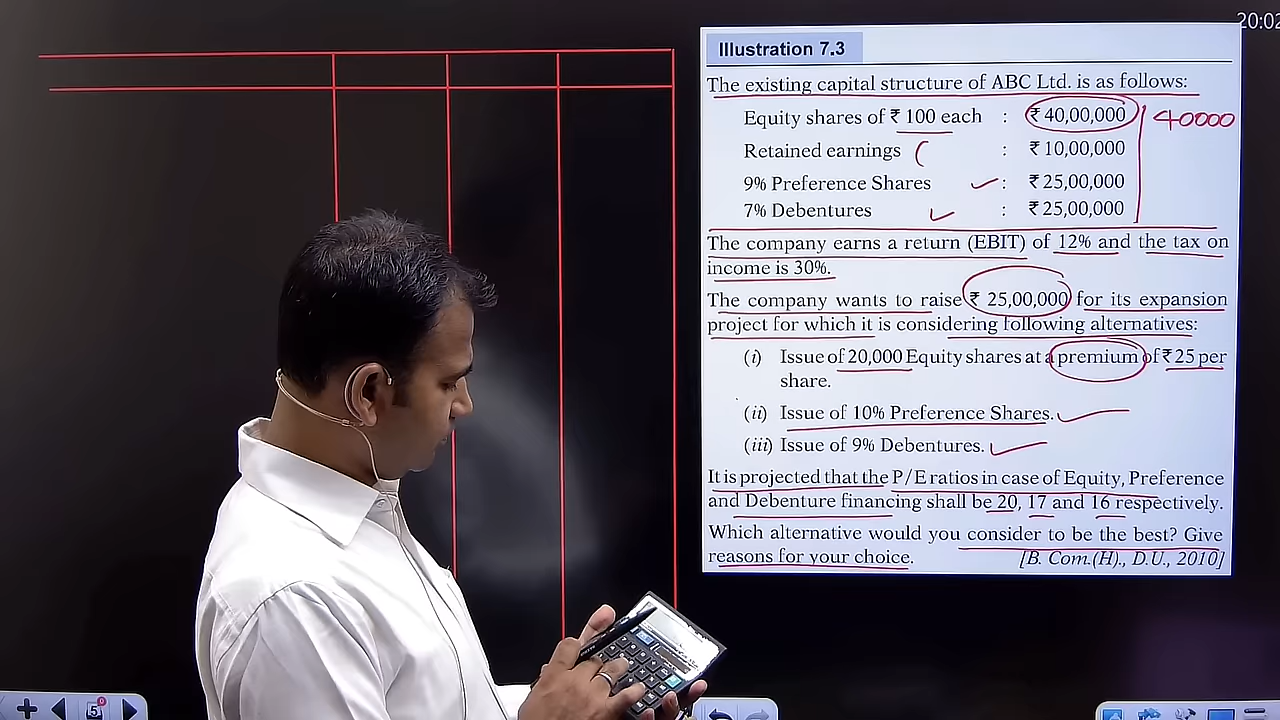 20:02
Illustration 7.3
The existing capital structure of ABC Ltd. is as follows:
Equity shares of ₹ 100 each : ₹ 40,00,000 40000
Retained earnings : ₹ 10,00,000
9% Preference Shares : ₹ 25,00,000
7% Debentures : ₹ 25,00,000
The company earns a return (EBIT) of 12% and the tax on
income is 30%.
The company wants to raise ₹ 25,00,000 for its expansion
project for which it is considering following alternatives:
(i) Issue of 20,000 Equity shares at a premium of ₹ 25 per
share.
(ii) Issue of 10% Preference Shares.
(iii) Issue of 9% Debentures.
It is projected that the P/E ratios in case of Equity, Preference
and Debenture financing shall be 20, 17 and 16 respectively.
Which alternative would you consider to be the best? Give
reasons for your choice. [B. Com.(H)., D.U., 2010]
5